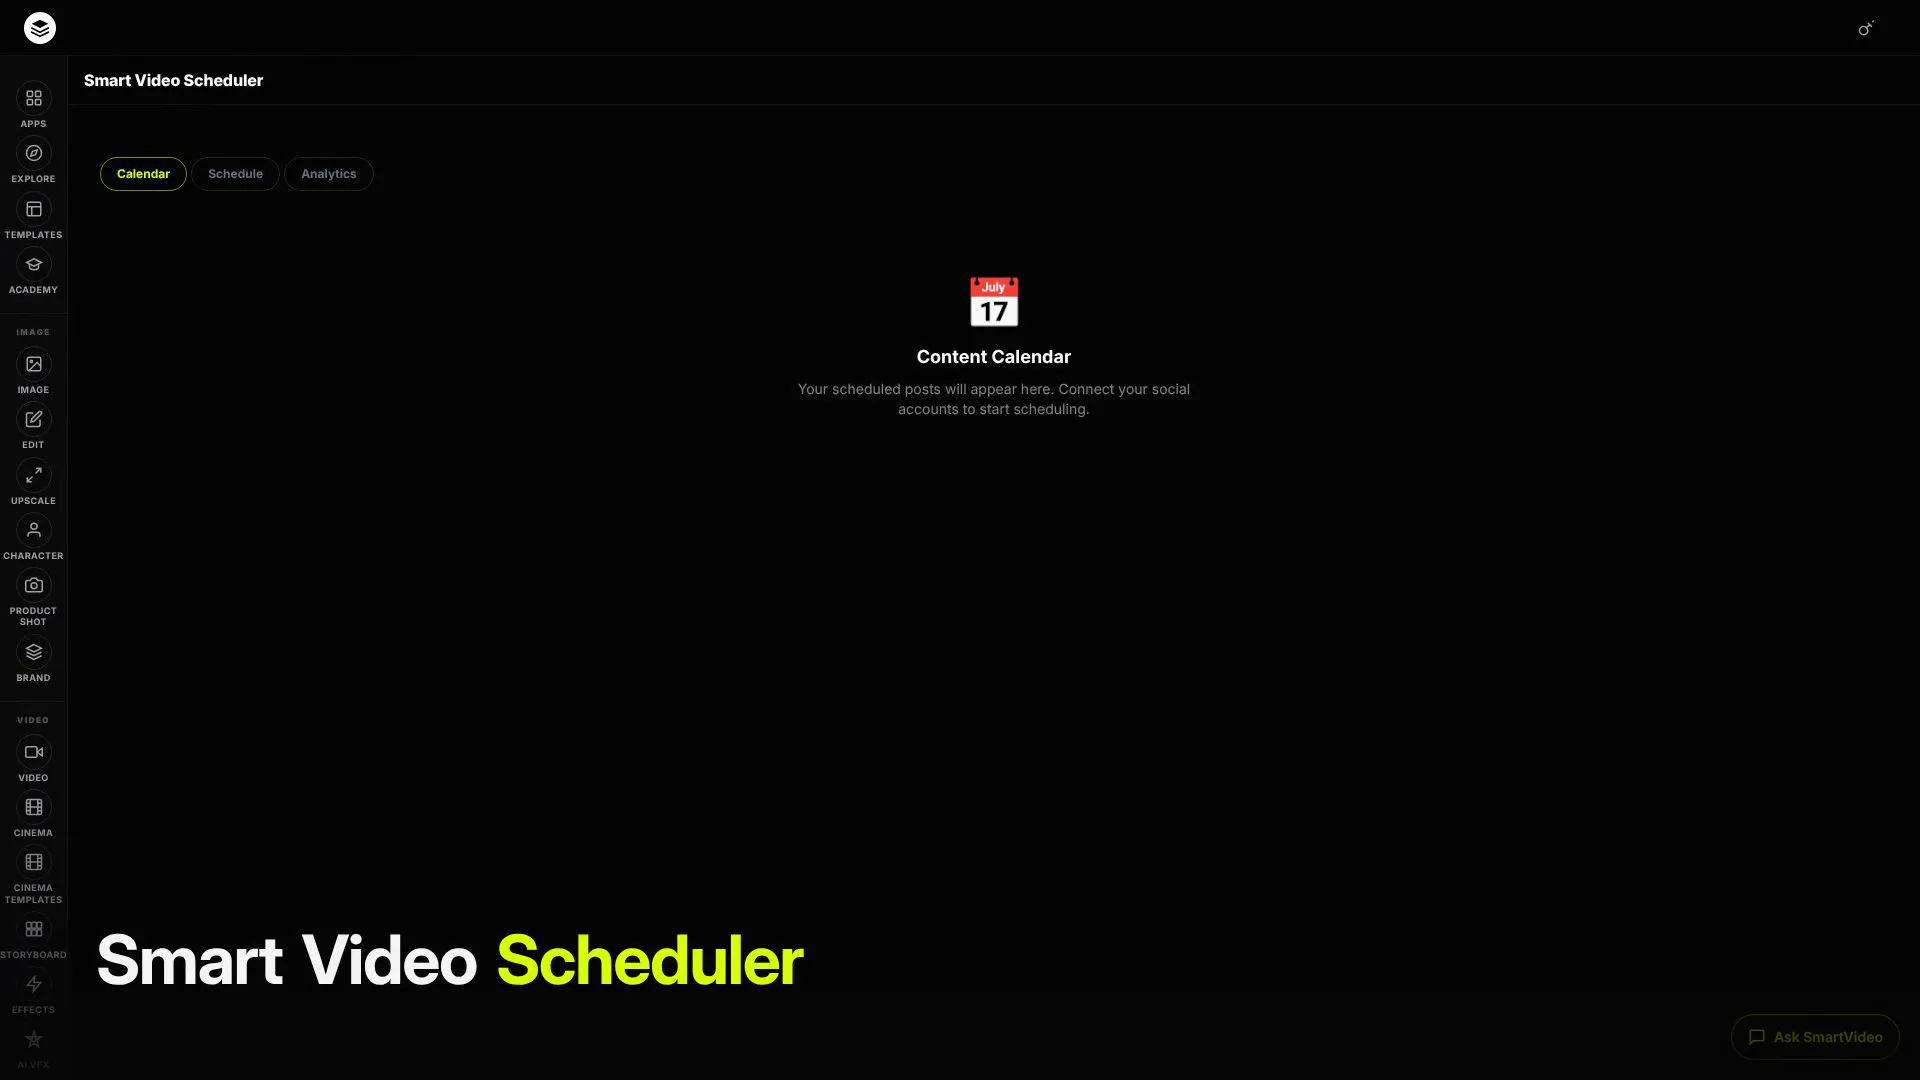 Smart Video Scheduler
APPS
EXPLORE
TEMPLATES
ACADEMY
IMAGE
IMAGE
EDIT
UPSCALE
CHARACTER
PRODUCT
SHOT
BRAND
VIDEO
VIDEO
CINEMA
CINEMA
TEMPLATES
STORYBOARD
EFFECTS
AI VFX
Calendar
Schedule
Analytics
July
17
Content Calendar
Your scheduled posts will appear here. Connect your social
accounts to start scheduling.
Smart Video Scheduler
Ask SmartVideo